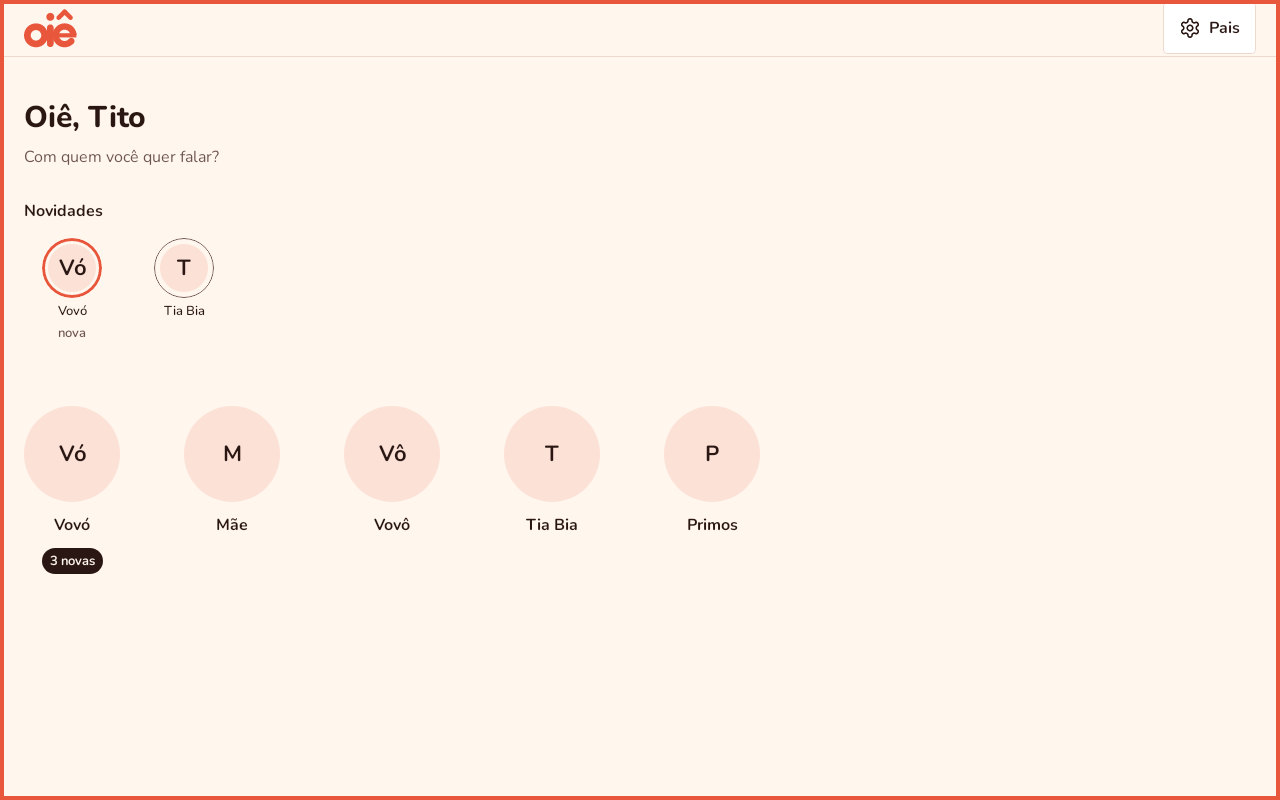 oiê
Pais
Oiê, Tito
Com quem você quer falar?
Novidades
Vó
T
Vovó
Tia Bia
nova
Vó
M
Vô
T
P
Vovó
Mãe
Vovô
Tia Bia
Primos
3 novas